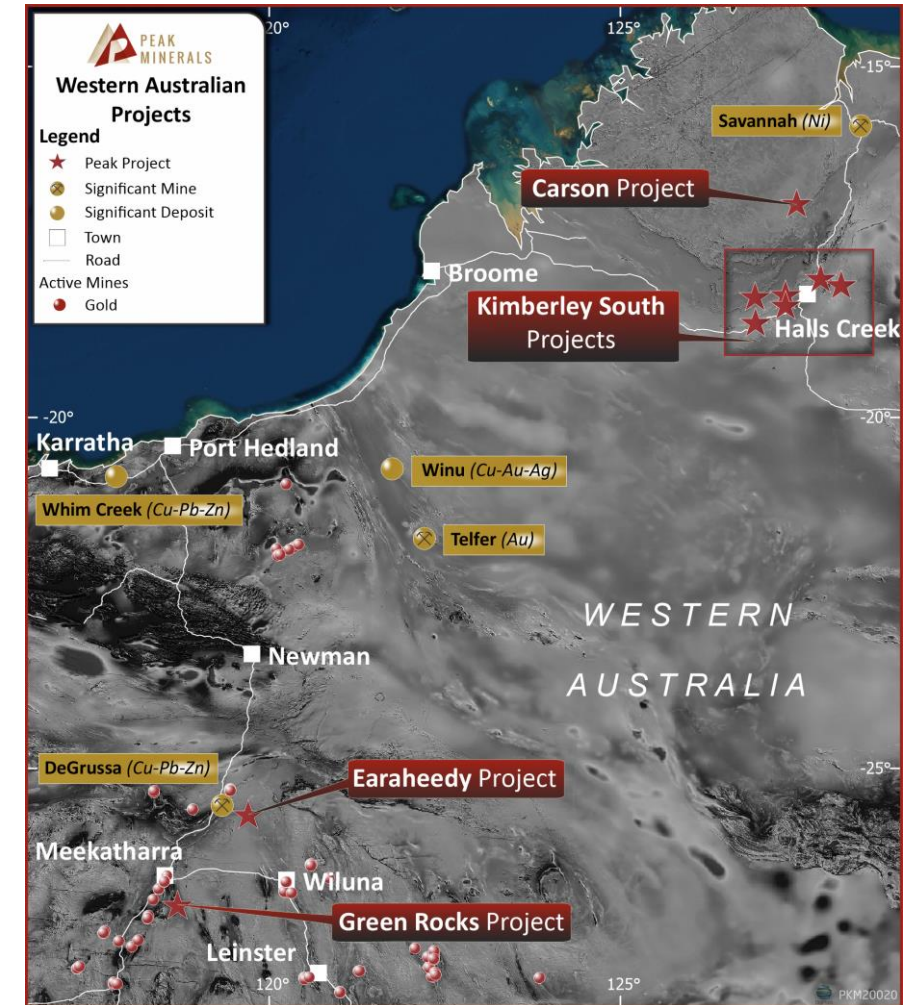 PEAK
MINERALS
Western Australian
Projects
Legend
Peak Project
Significant Mine
Significant Deposit
Town
Road
Active Mines
Gold
20°
125°
-15°
Savannah (Ni)
Carson Project
Broome
Kimberley South
Projects
Halls Creek
-20°
-20°
Karratha
Port Hedland
Whim Creek (Cu-Pb-Zn)
Winu (Cu-Au-Ag)
Telfer (Au)
WESTERN
AUSTRALIA
Newman
DeGrussa (Cu-Pb-Zn)
-25°
Earaheedy Project
Meekatharra
Wiluna
Green Rocks Project
Leinster
120°
125°
PKM20020